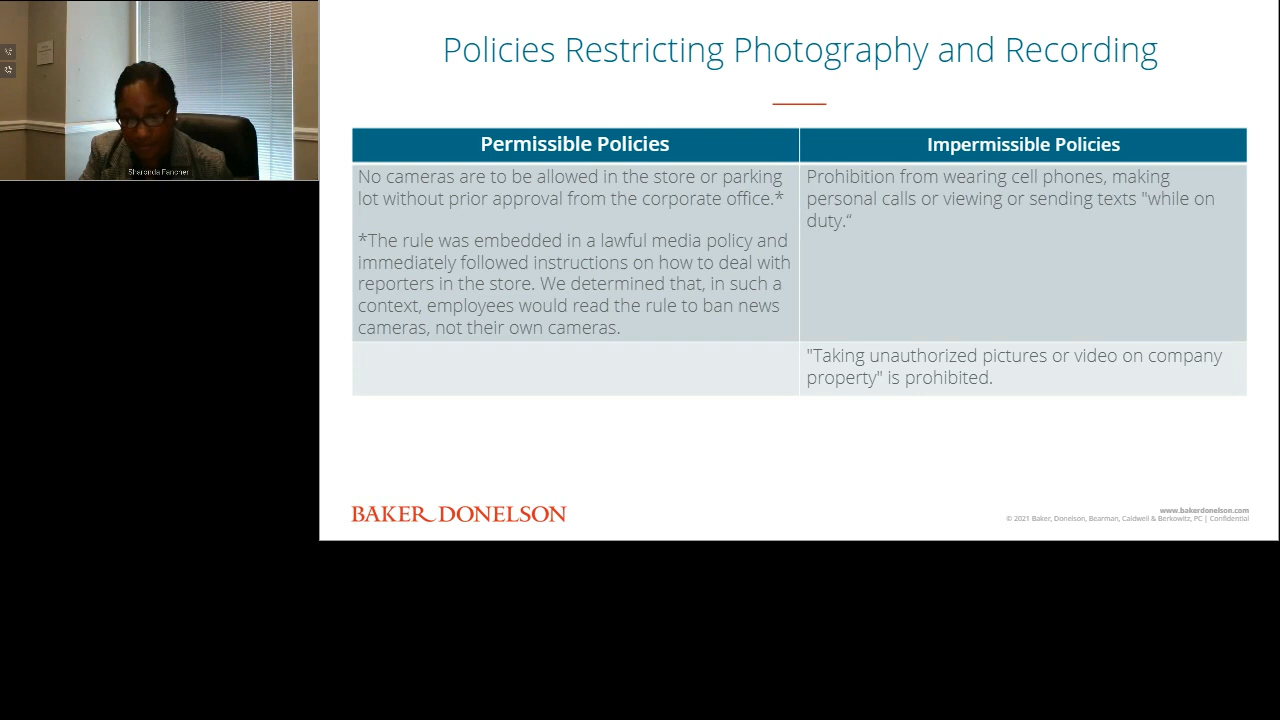 Policies Restricting Photography and Recording
Permissible Policies
Impermissible Policies
No cameras are to be allowed in the store or parking
lot without prior approval from the corporate office.*
*The rule was embedded in a lawful media policy and
immediately followed instructions on how to deal with
reporters in the store. We determined that, in such a
context, employees would read the rule to ban news
cameras, not their own cameras.
Prohibition from wearing cell phones, making
personal calls or viewing or sending texts "while on
duty.“
"Taking unauthorized pictures or video on company
property" is prohibited.
Sharonda Fancher
BAKER DONELSON
www.bakerdonelson.com
© 2021 Baker, Donelson, Bearman, Caldwell & Berkowitz, PC | Confidential